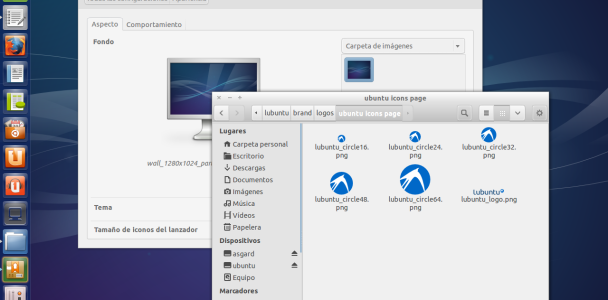 Aspecto
Comportamiento
Fondo
Carpeta de imágenes
ubuntu icons page
lubuntu
brand
logos
ubuntu icons page
Lugares
Carpeta personal
Escritorio
Descargas
Documentos
Imágenes
Música
Vídeos
Papelera
Dispositivos
asgard
ubuntu
Equipo
Marcadores
lubuntu_circle16.
png
lubuntu_circle24.
png
lubuntu_circle32.
png
lubuntu_circle48.
png
lubuntu_circle64.
png
lubuntu
lubuntu_logo.png
wall_1280x1024_pan
Tema
Tamaño de iconos del lanzador